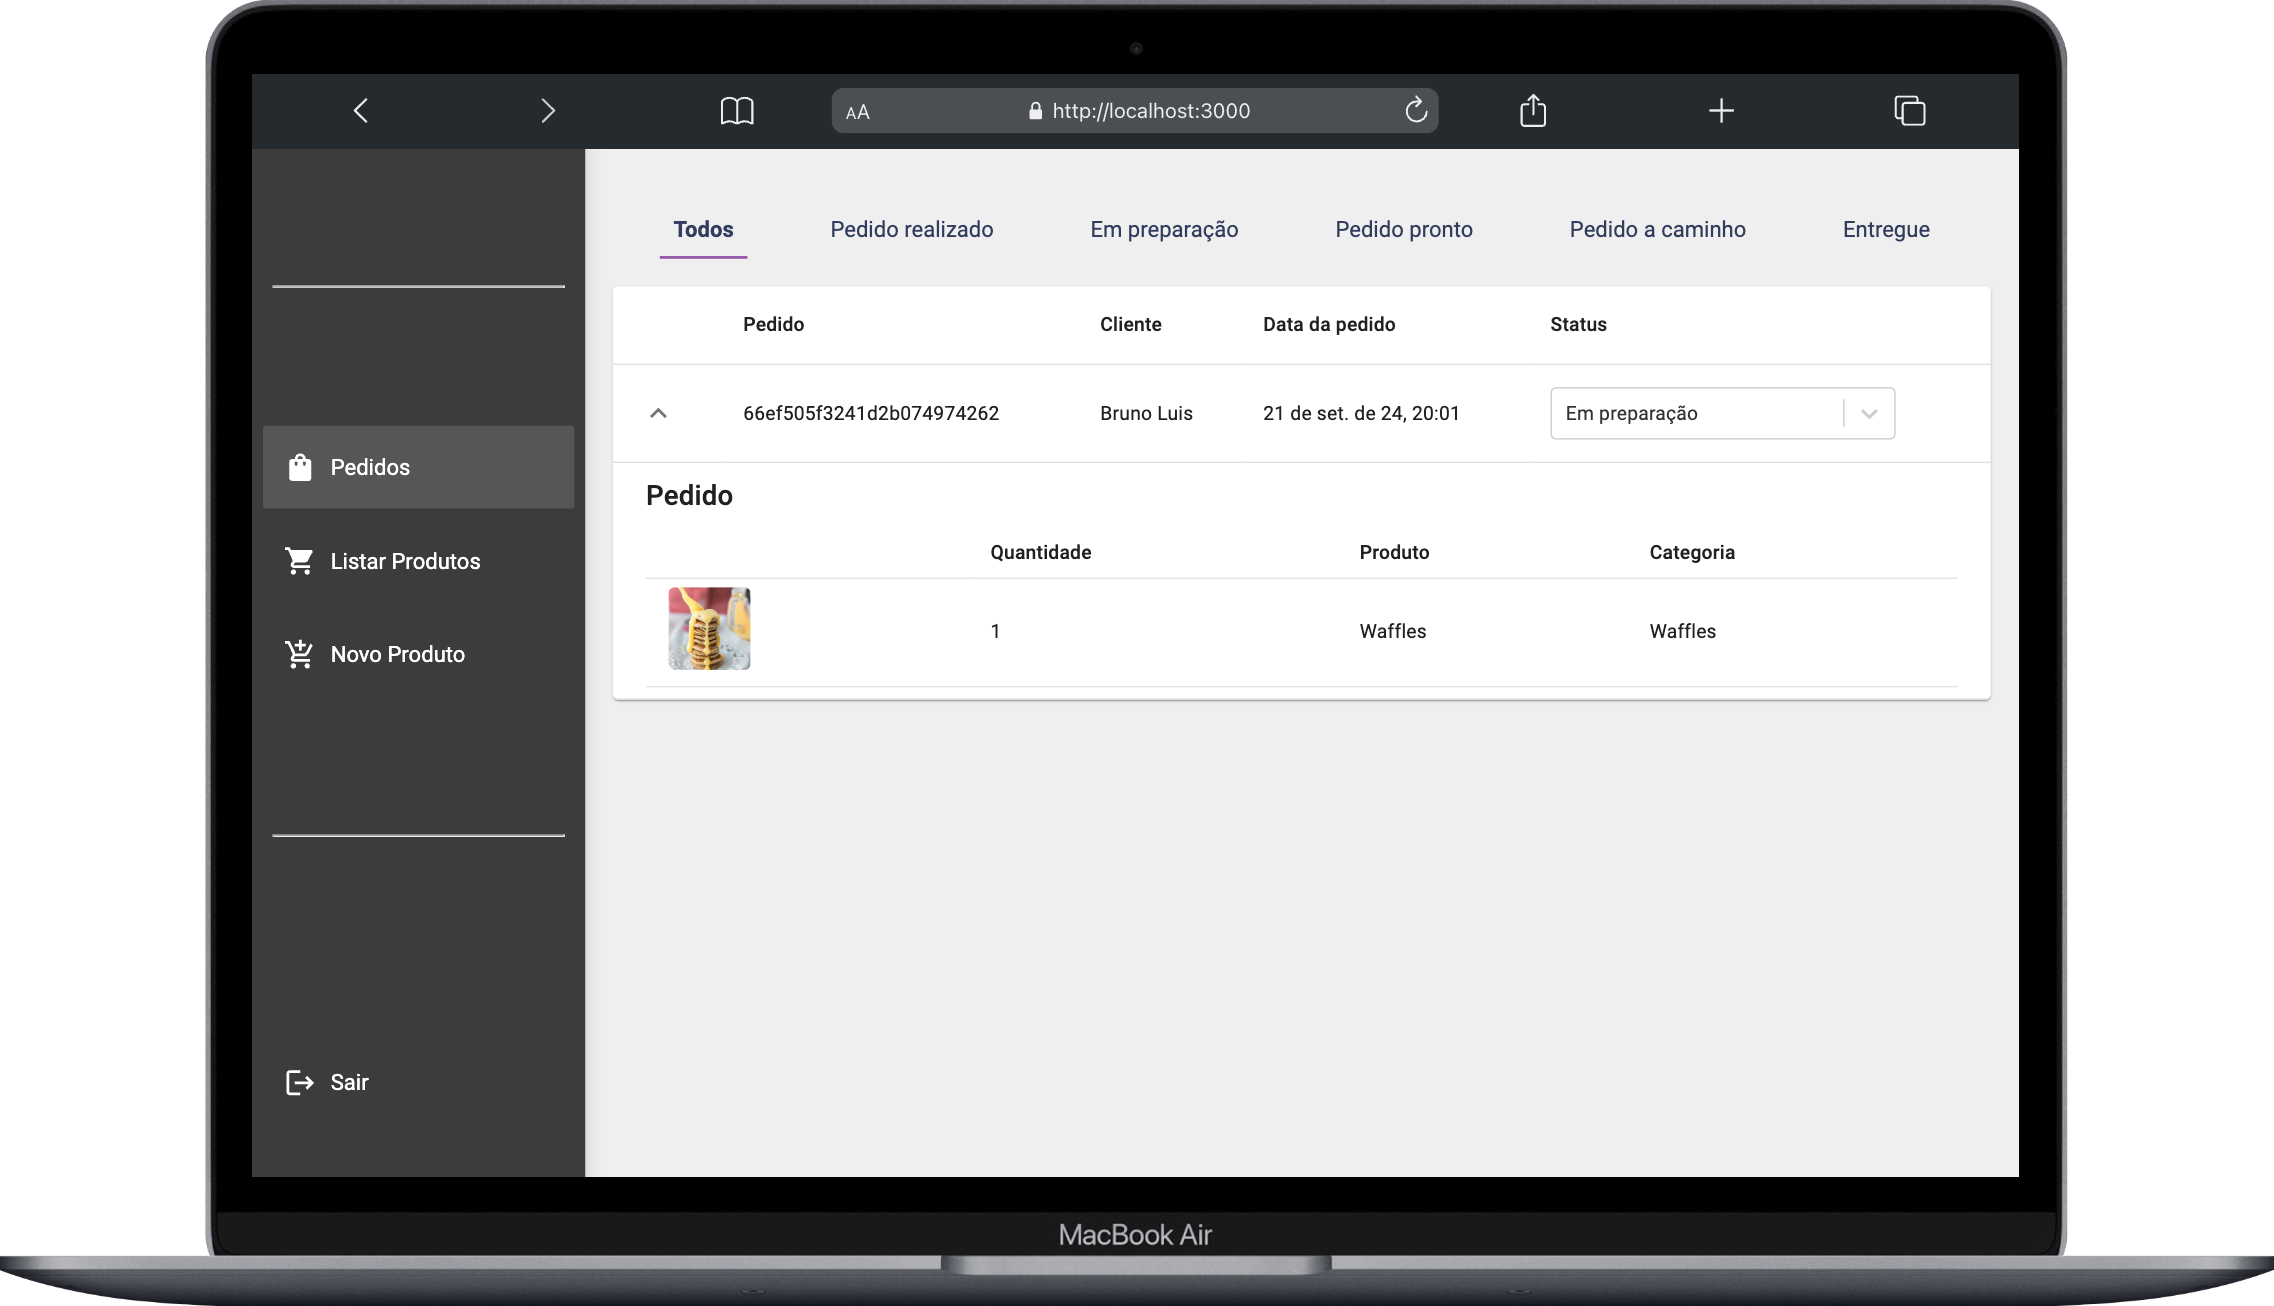 AA http://localhost:3000
Pedidos
Listar Produtos
Novo Produto
Sair
Todos Pedido realizado Em preparação Pedido pronto Pedido a caminho Entregue
Pedido Cliente Data da pedido Status
66ef505f3241d2b074974262 Bruno Luis 21 de set. de 24, 20:01 Em preparação
Pedido
Quantidade Produto Categoria
1 Waffles Waffles
MacBook Air